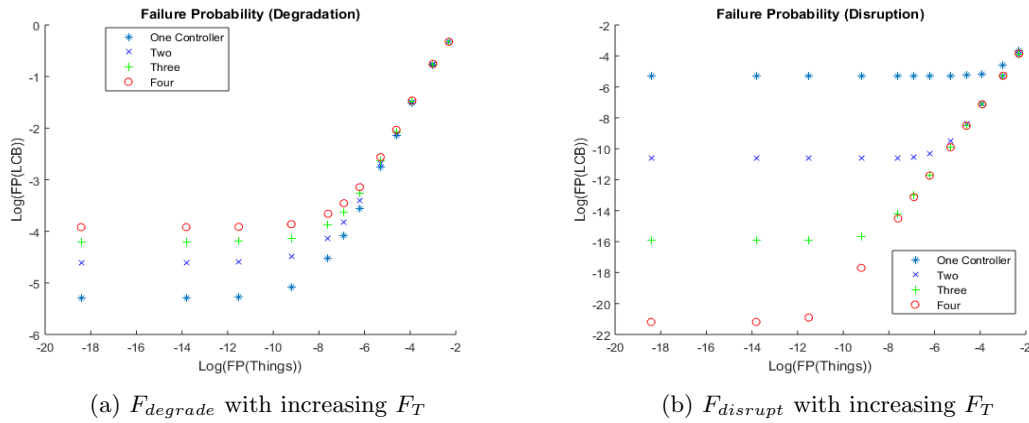 Failure Probability (Degradation)
0
-1
-2
-3
-4
-5
-6
Log(FP(LCB))
One Controller
Two
Three
Four
-20 -18 -16 -14 -12 -10 -8 -6 -4 -2
Log(FP(Things))
(a) F_degrade with increasing F_T
Failure Probability (Disruption)
-2
-4
-6
-8
-10
-12
-14
-16
-18
-20
-22
Log(FP(LCB))
One Controller
Two
Three
Four
-20 -18 -16 -14 -12 -10 -8 -6 -4 -2
Log(FP(Things))
(b) F_disrupt with increasing F_T